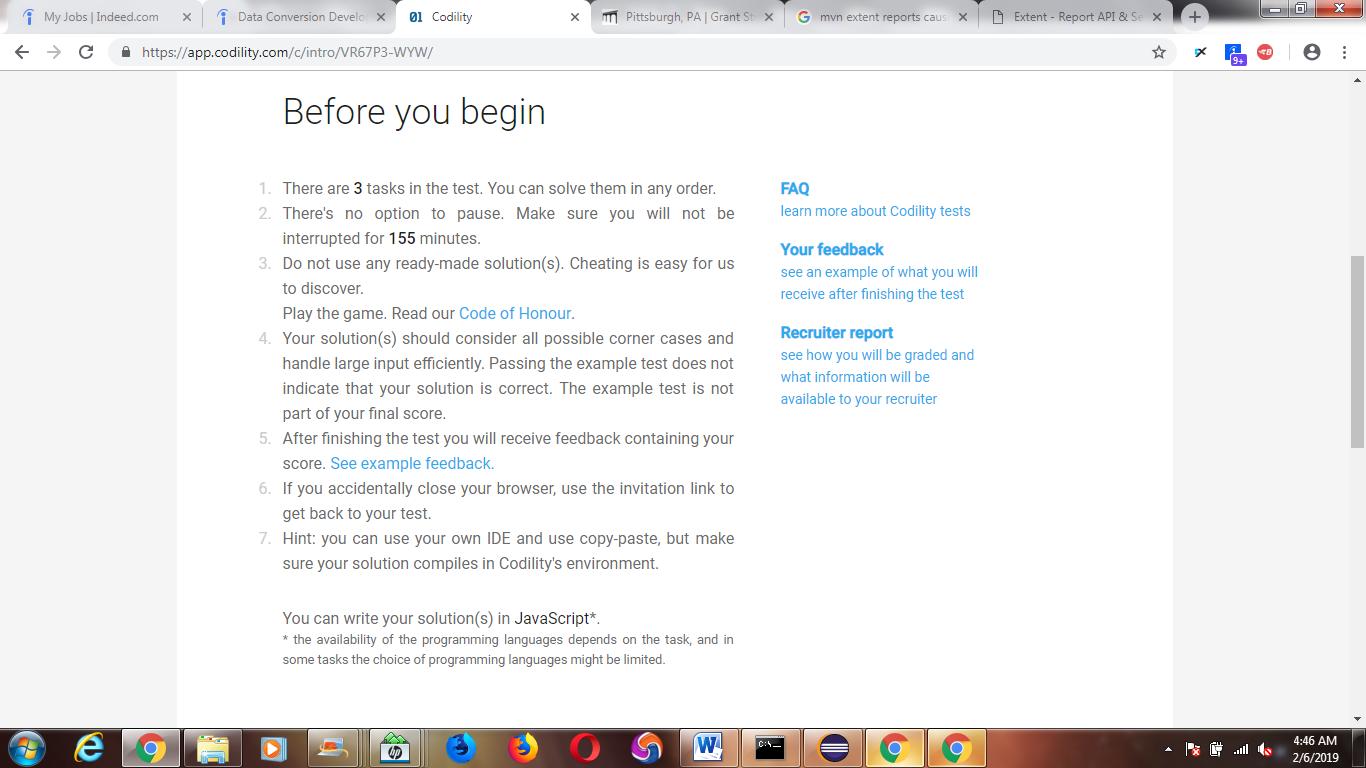 My Jobs | Indeed.com
Data Conversion Develo
Codility
Pittsburgh, PA | Grant St
mvn extent reports caus
Extent - Report API & Se
https://app.codility.com/c/intro/VR67P3-WYW/
9+
Before you begin
1. There are 3 tasks in the test. You can solve them in any order.
2. There's no option to pause. Make sure you will not be
interrupted for 155 minutes.
3. Do not use any ready-made solution(s). Cheating is easy for us
to discover.
Play the game. Read our Code of Honour.
4. Your solution(s) should consider all possible corner cases and
handle large input efficiently. Passing the example test does not
indicate that your solution is correct. The example test is not
part of your final score.
5. After finishing the test you will receive feedback containing your
score. See example feedback.
6. If you accidentally close your browser, use the invitation link to
get back to your test.
7. Hint: you can use your own IDE and use copy-paste, but make
sure your solution compiles in Codility's environment.
You can write your solution(s) in JavaScript*.
* the availability of the programming languages depends on the task, and in
some tasks the choice of programming languages might be limited.
FAQ
learn more about Codility tests
Your feedback
see an example of what you will
receive after finishing the test
Recruiter report
see how you will be graded and
what information will be
available to your recruiter
4:46 AM
2/6/2019